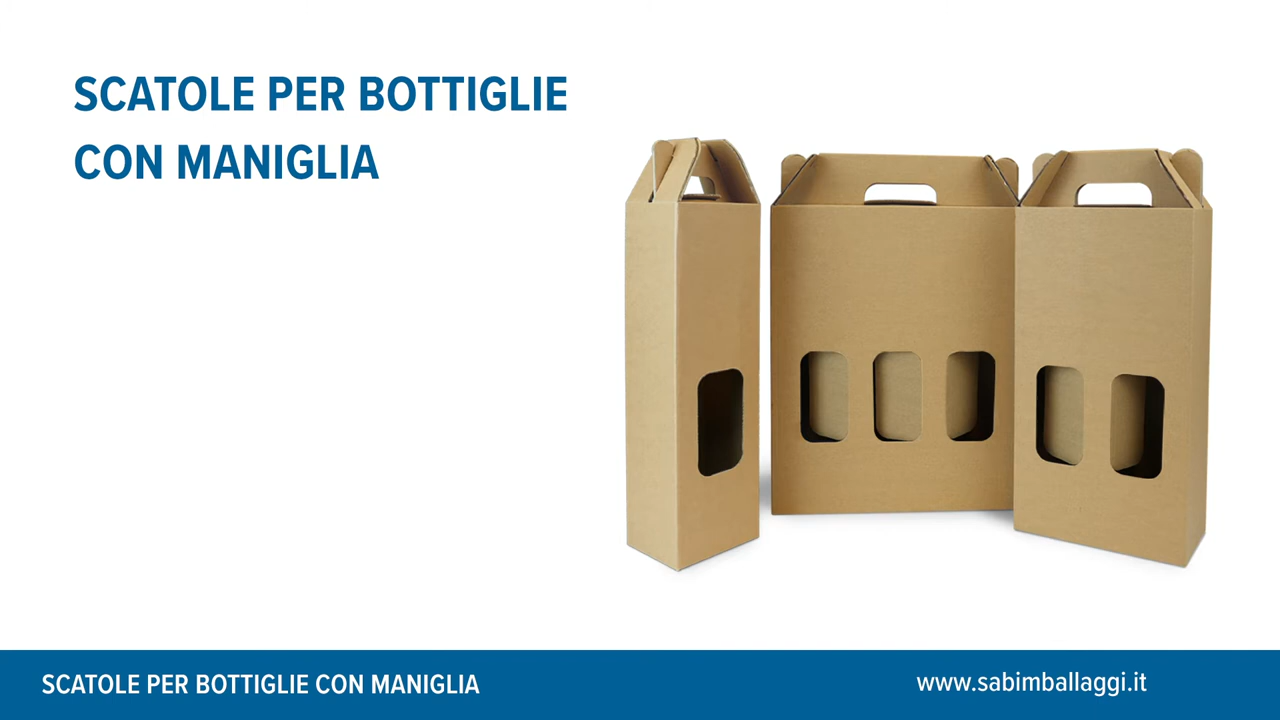 SCATOLE PER BOTTIGLIE
CON MANIGLIA
SCATOLE PER BOTTIGLIE CON MANIGLIA
www.sabimballaggi.it